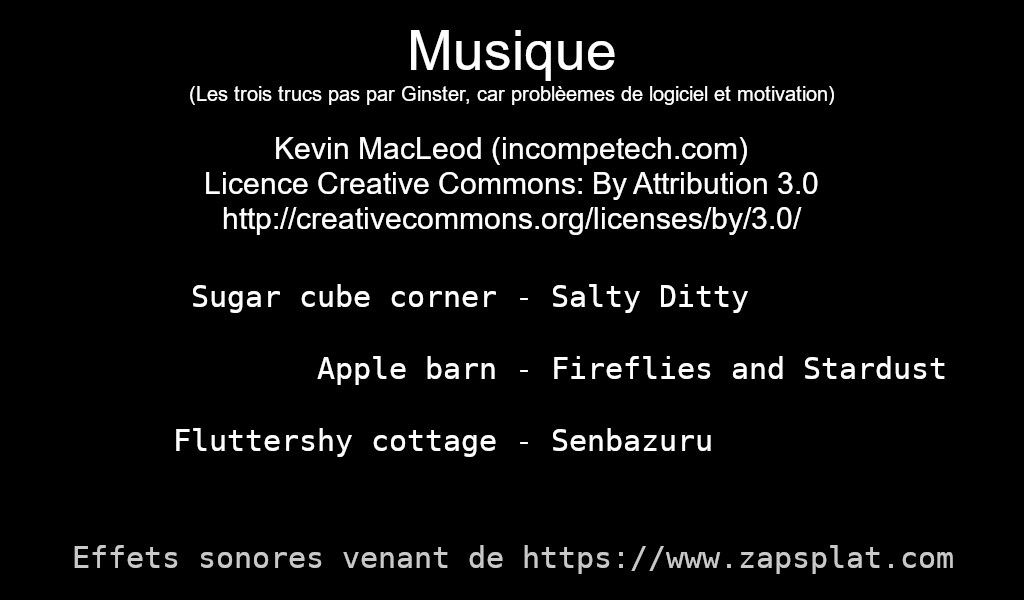 Musique
(Les trois trucs pas par Ginster, car problèemes de logiciel et motivation)
Kevin MacLeod (incompetech.com)
Licence Creative Commons: By Attribution 3.0
http://creativecommons.org/licenses/by/3.0/
Sugar cube corner - Salty Ditty
Apple barn - Fireflies and Stardust
Fluttershy cottage - Senbazuru
Effets sonores venant de https://www.zapsplat.com